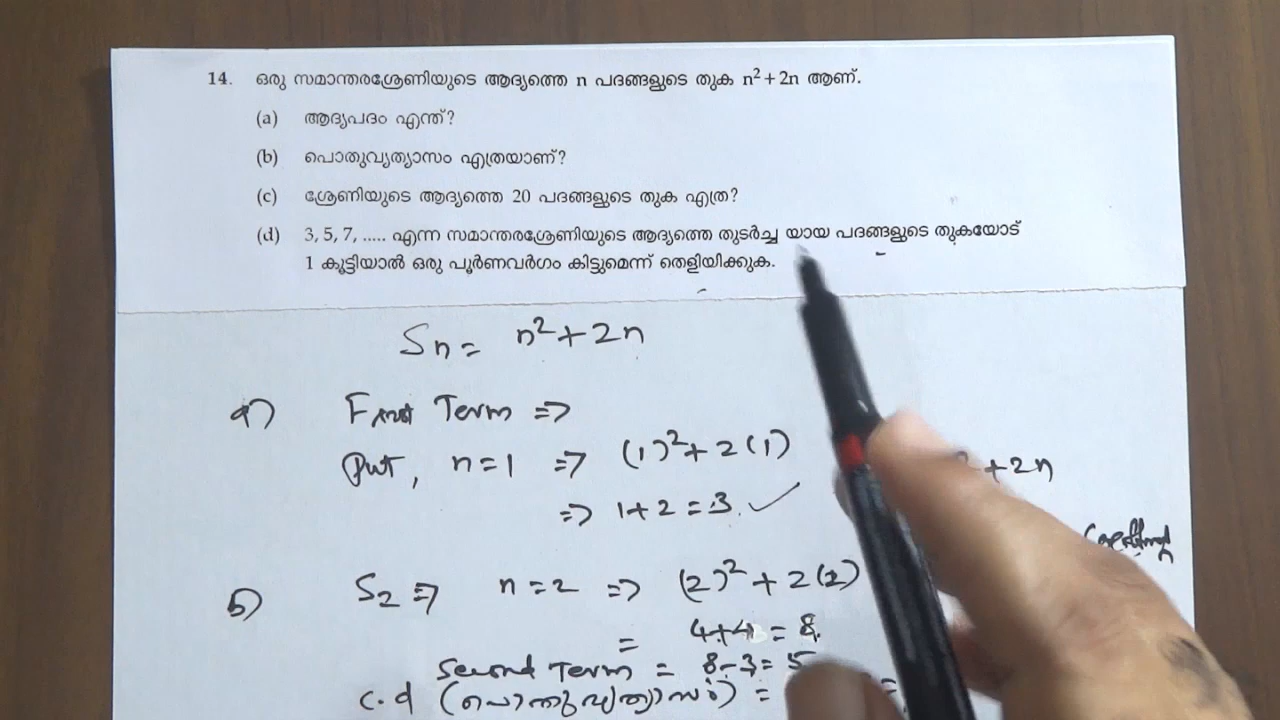 14. ഒരു സമാന്തരശ്രേണിയുടെ ആദ്യത്തെ n പദങ്ങളുടെ തുക n² + 2n ആണ്.
(a) ആദ്യപദം എന്ത്?
(b) പൊതുവ്യത്യാസം എത്രയാണ്?
(c) ശ്രേണിയുടെ ആദ്യത്തെ 20 പദങ്ങളുടെ തുക എത്ര?
(d) 3, 5, 7, ..... എന്ന സമാന്തരശ്രേണിയുടെ ആദ്യത്തെ തുടർച്ച യായ പദങ്ങളുടെ തുകയോട്
1 കൂട്ടിയാൽ ഒരു പൂർണവർഗം കിട്ടുമെന്ന് തെളിയിക്കുക.
Sn = n² + 2n
a) First Term ⇒
Put, n=1 ⇒ (1)² + 2(1)
+2n
⇒ 1+2 = 3 ✓
b) S2 ⇒ n=2 ⇒ (2)² + 2(2)
= 4+4 = 8
Second Term = 8-3 = 5
c.d (പൊതുവ്യത്യാസം) =